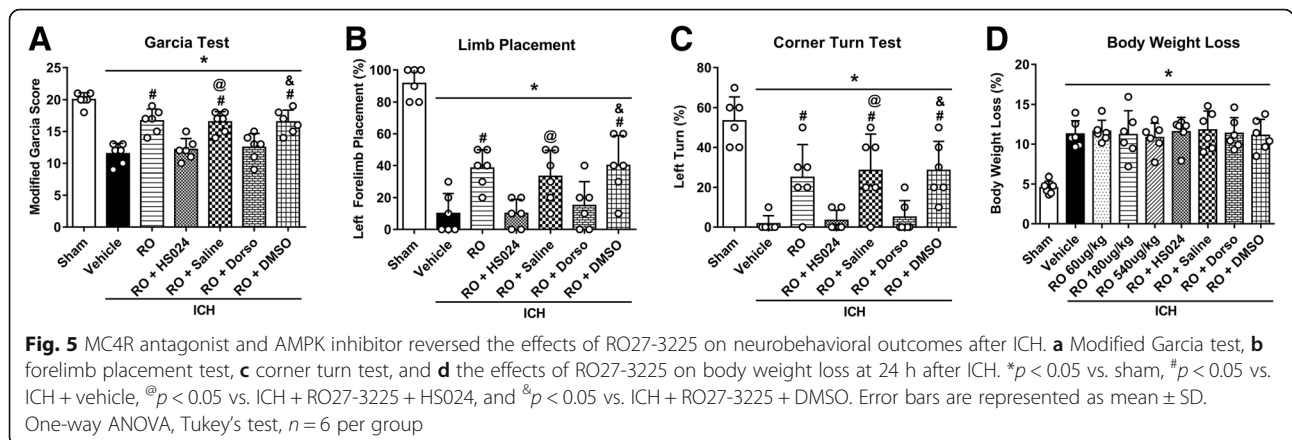 A
Garcia Test
*
Modified Garcia Score
25
20
15
10
5
0
#
@
#
&
#
Sham
Vehicle
RO
RO + HS024
RO + Saline
RO + Dorso
RO + DMSO
ICH
B
Limb Placement
*
Left Forelimb Placement (%)
100
80
60
40
20
0
#
@
&
#
Sham
Vehicle
RO
RO + HS024
RO + Saline
RO + Dorso
RO + DMSO
ICH
C
Corner Turn Test
*
Left Turn (%)
80
60
40
20
0
#
@
#
&
#
Sham
Vehicle
RO
RO + HS024
RO + Saline
RO + Dorso
RO + DMSO
ICH
D
Body Weight Loss
*
Body Weight Loss (%)
20
15
10
5
0
Sham
Vehicle
RO 60ug/kg
RO 180ug/kg
RO 540ug/kg
RO + HS024
RO + Saline
RO + Dorso
RO + DMSO
ICH
Fig. 5 MC4R antagonist and AMPK inhibitor reversed the effects of RO27-3225 on neurobehavioral outcomes after ICH. a Modified Garcia test, b
forelimb placement test, c corner turn test, and d the effects of RO27-3225 on body weight loss at 24 h after ICH. *p < 0.05 vs. sham, #p < 0.05 vs.
ICH + vehicle, @p < 0.05 vs. ICH + RO27-3225 + HS024, and &p < 0.05 vs. ICH + RO27-3225 + DMSO. Error bars are represented as mean ± SD.
One-way ANOVA, Tukey's test, n = 6 per group